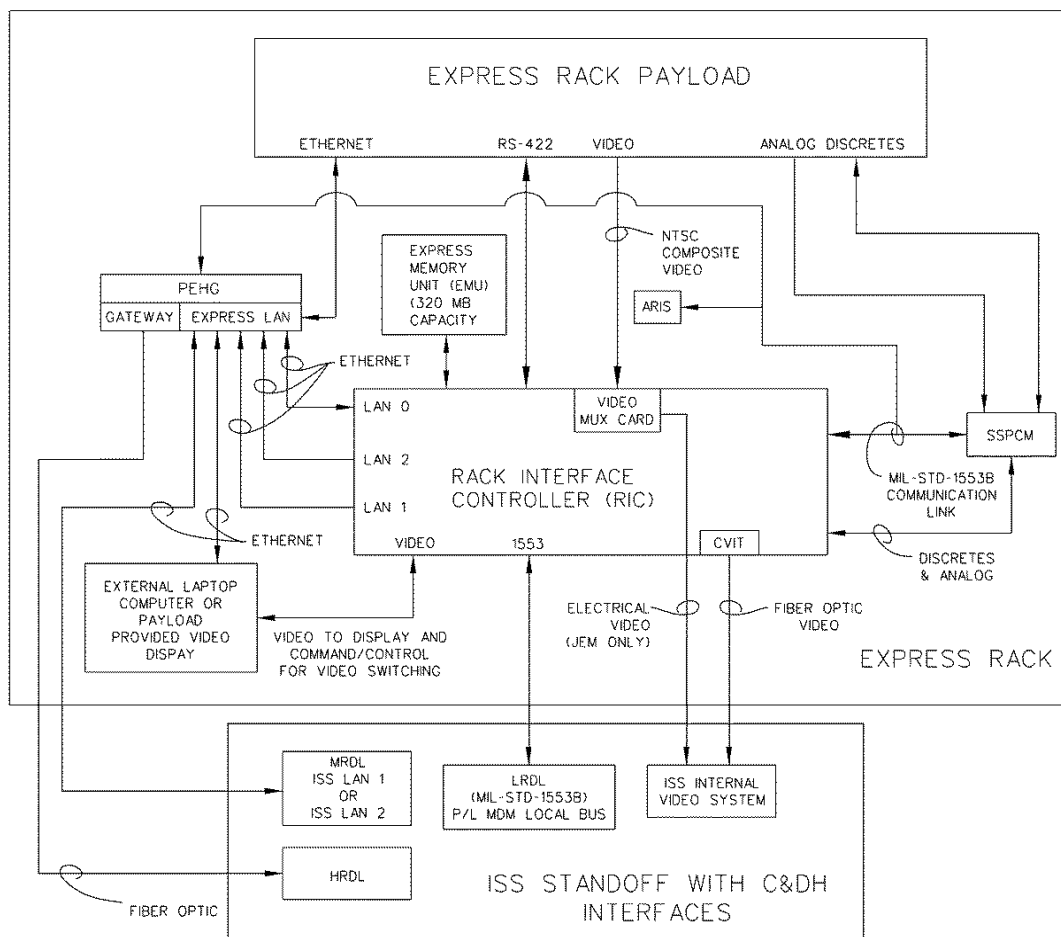 EXPRESS RACK PAYLOAD
ETHERNET
RS-422
VIDEO
ANALOG DISCRETES
NTSC
COMPOSITE
VIDEO
EXPRESS
MEMORY
UNIT (EMU)
(320 MB
CAPACITY
PEHG
GATEWAY
EXPRESS LAN
ARIS
ETHERNET
LAN 0
VIDEO
MUX CARD
LAN 2
RACK INTERFACE
CONTROLLER (RIC)
LAN 1
VIDEO
1553
CVIT
SSPCM
MIL-STD-1553B
COMMUNICATION
LINK
ETHERNET
DISCRETES
& ANALOG
EXTERNAL LAPTOP
COMPUTER OR
PAYLOAD
PROVIDED VIDEO
DISPAY
VIDEO TO DISPLAY AND
COMMAND/CONTROL
FOR VIDEO SWITCHING
ELECTRICAL
VIDEO
(JEM ONLY)
FIBER OPTIC
VIDEO
EXPRESS RACK
MRDL
ISS LAN 1
OR
ISS LAN 2
LRDL
(MIL-STD-1553B)
P/L MDM LOCAL BUS
ISS INTERNAL
VIDEO SYSTEM
HRDL
FIBER OPTIC
ISS STANDOFF WITH C&DH
INTERFACES